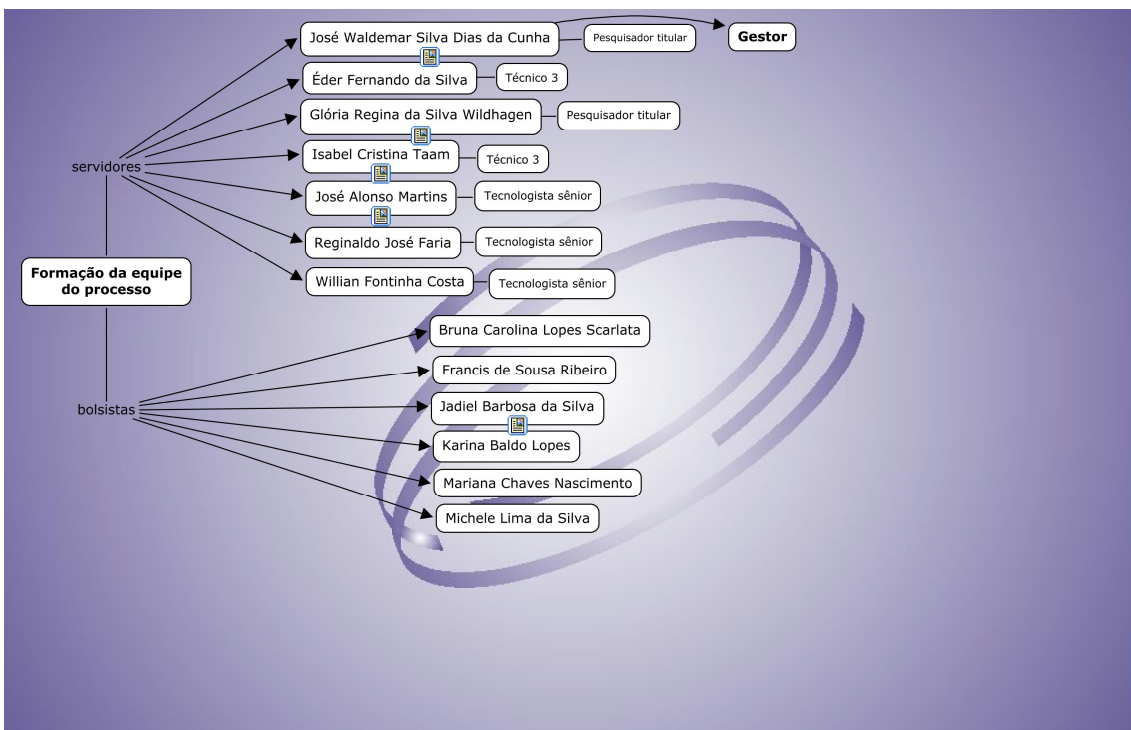 José Waldemar Silva Dias da Cunha
Pesquisador titular
Gestor
Éder Fernando da Silva
Técnico 3
Glória Regina da Silva Wildhagen
Pesquisador titular
servidores
Isabel Cristina Taam
Técnico 3
José Alonso Martins
Tecnologista sênior
Reginaldo José Faria
Tecnologista sênior
Willian Fontinha Costa
Tecnologista sênior
Formação da equipe
do processo
Bruna Carolina Lopes Scarlata
Francis de Sousa Ribeiro
bolsistas
Jadiel Barbosa da Silva
Karina Baldo Lopes
Mariana Chaves Nascimento
Michele Lima da Silva